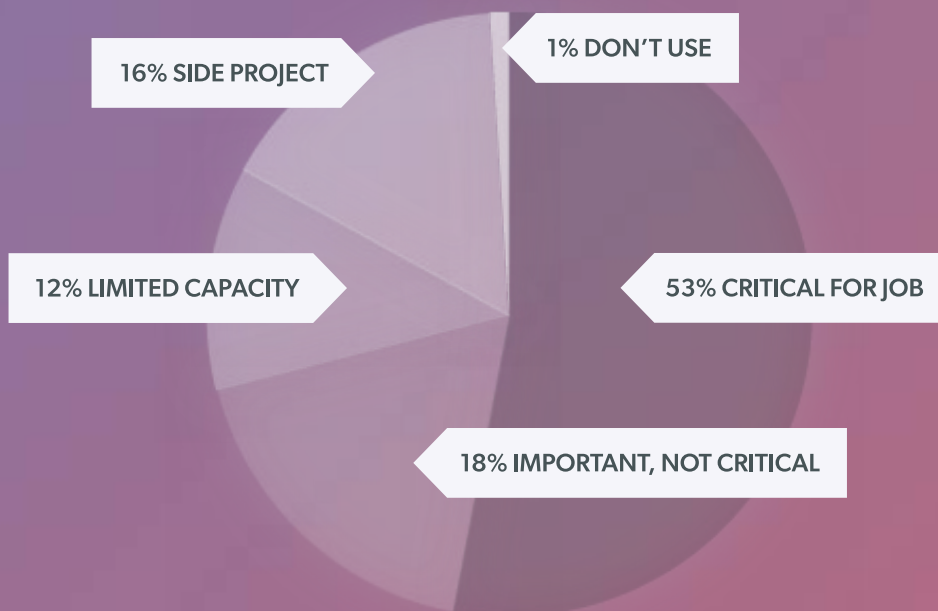 1% DON’T USE
16% SIDE PROJECT
12% LIMITED CAPACITY
53% CRITICAL FOR JOB
18% IMPORTANT, NOT CRITICAL